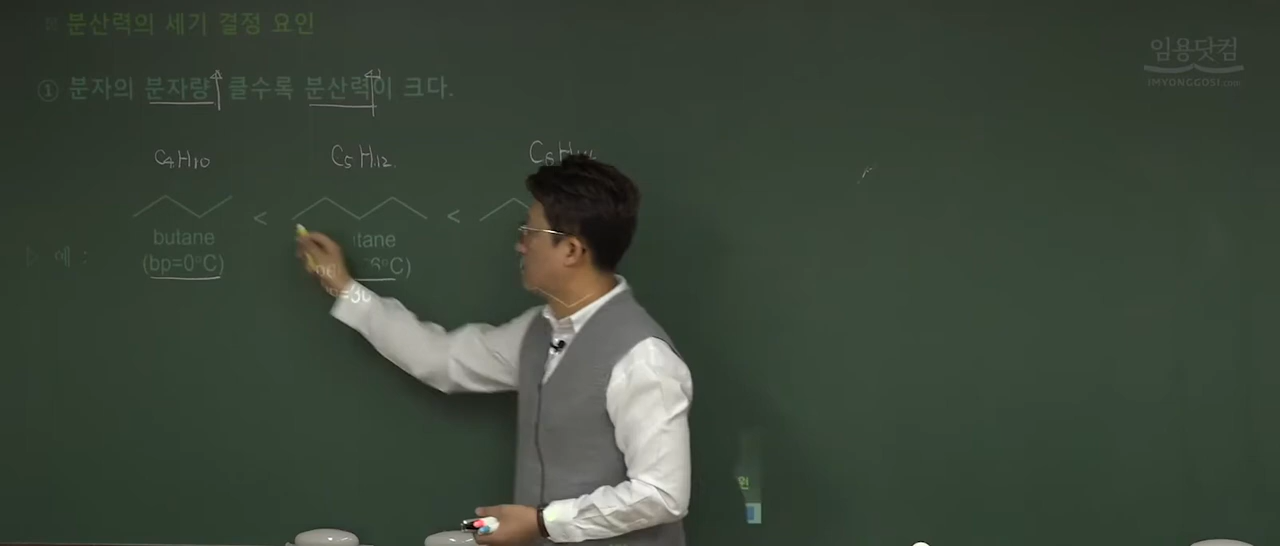 ※ 분산력의 세기 결정 요인
① 분자의 분자량 클수록 분산력이 크다.
임용닷컴
IMYONGGOSI.com
C4H10 C5H12
< <
butane
▷ 예 :
(bp=0°C)